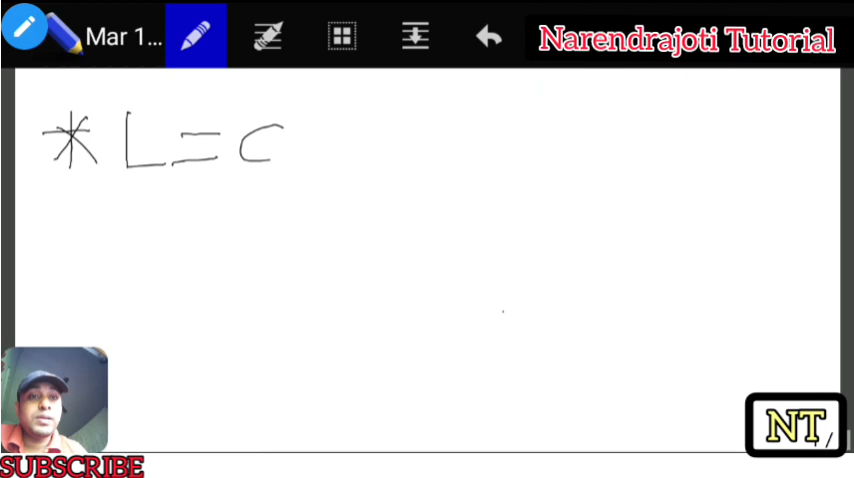 Mar 1...
Narendrajoti Tutorial
* L = C
NT
SUBSCRIBE